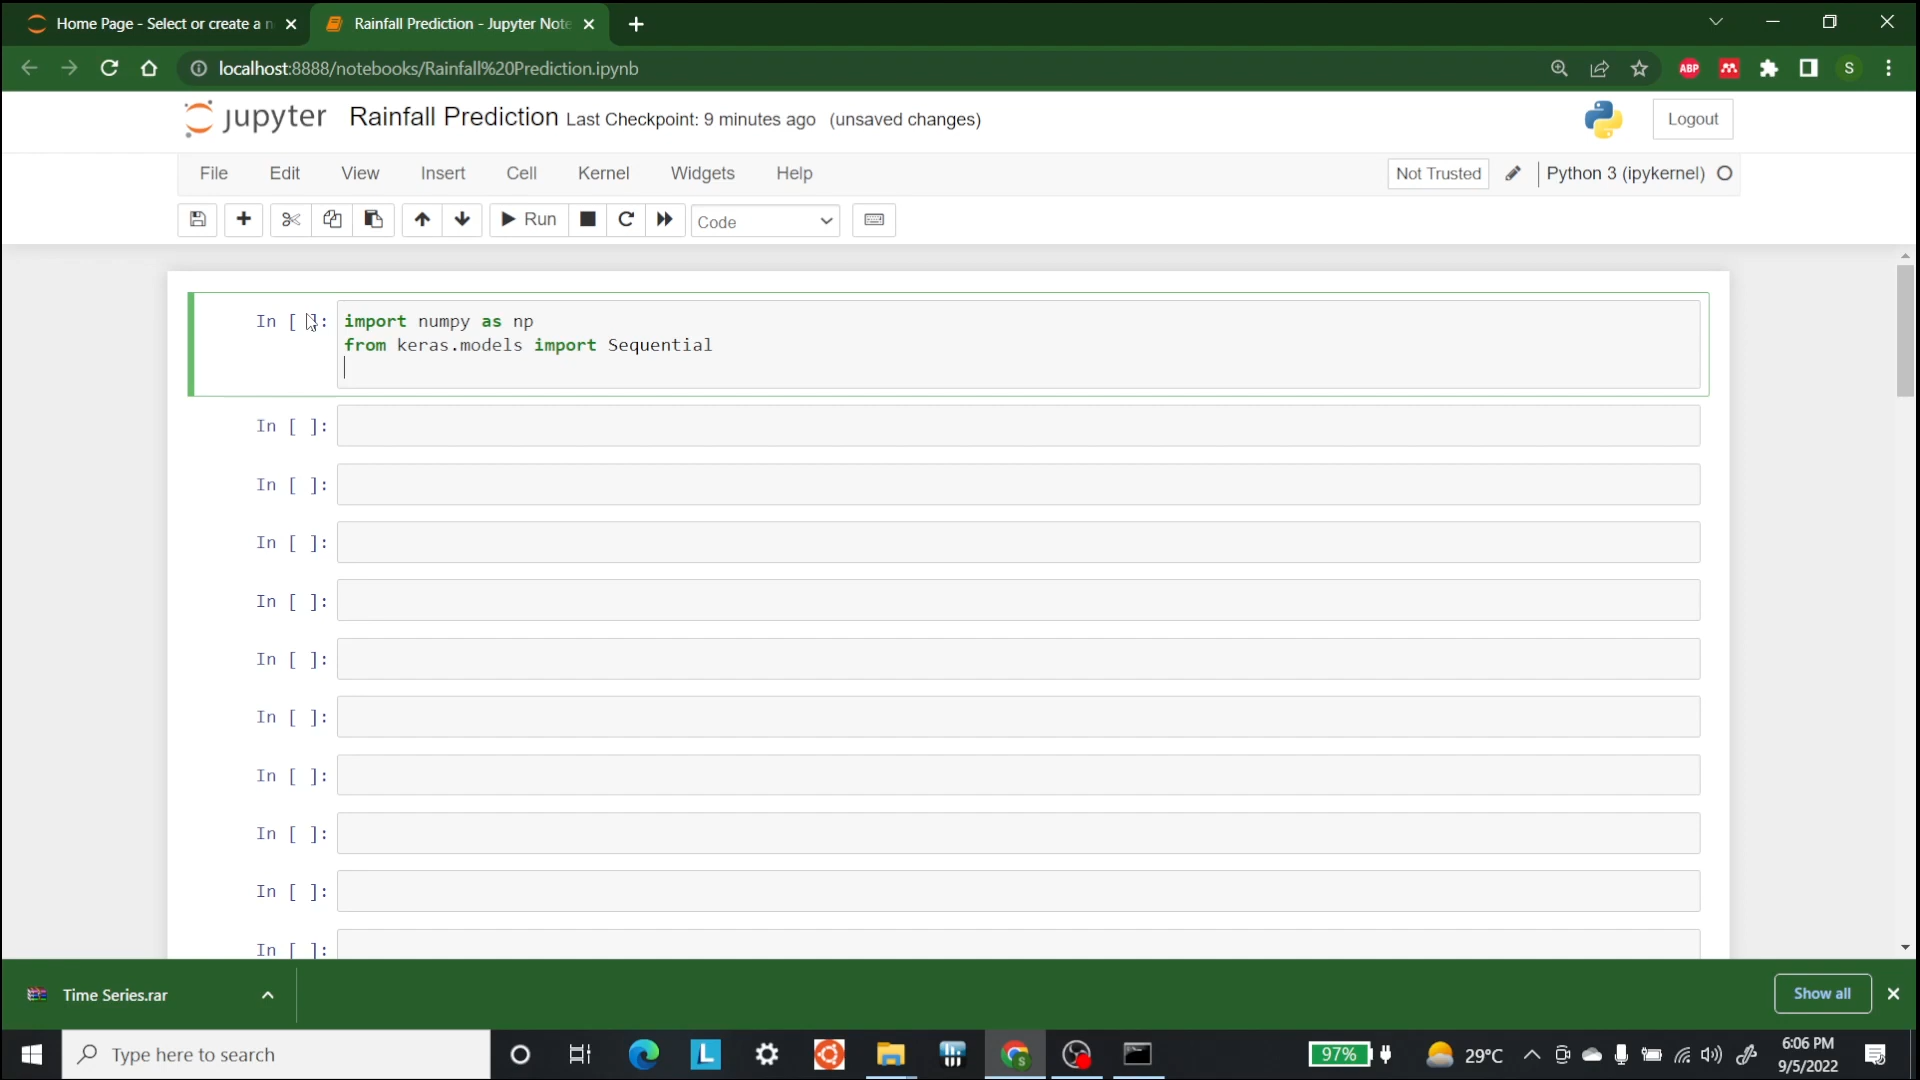 Home Page - Select or create a n
Rainfall Prediction - Jupyter Note
localhost:8888/notebooks/Rainfall%20Prediction.ipynb
ABP
S
jupyter Rainfall Prediction Last Checkpoint: 9 minutes ago (unsaved changes)
Logout
File Edit View Insert Cell Kernel Widgets Help
Not Trusted
Python 3 (ipykernel)
Run
Code
In [ ]: import numpy as np
from keras.models import Sequential
In [ ]:
In [ ]:
In [ ]:
In [ ]:
In [ ]:
In [ ]:
In [ ]:
In [ ]:
In [ ]:
In [ ]:
Time Series.rar
Show all
Type here to search
L
97%
29°C
6:06 PM
9/5/2022